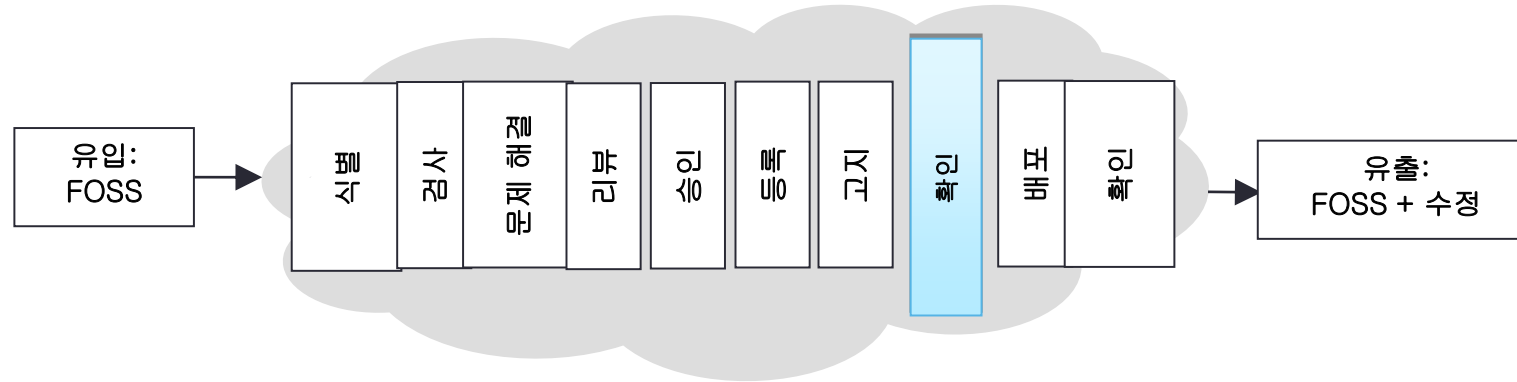 유입:
FOSS
식별
검사
문제 해결
리뷰
승인
등록
고지
확인
배포
확인
유출:
FOSS + 수정